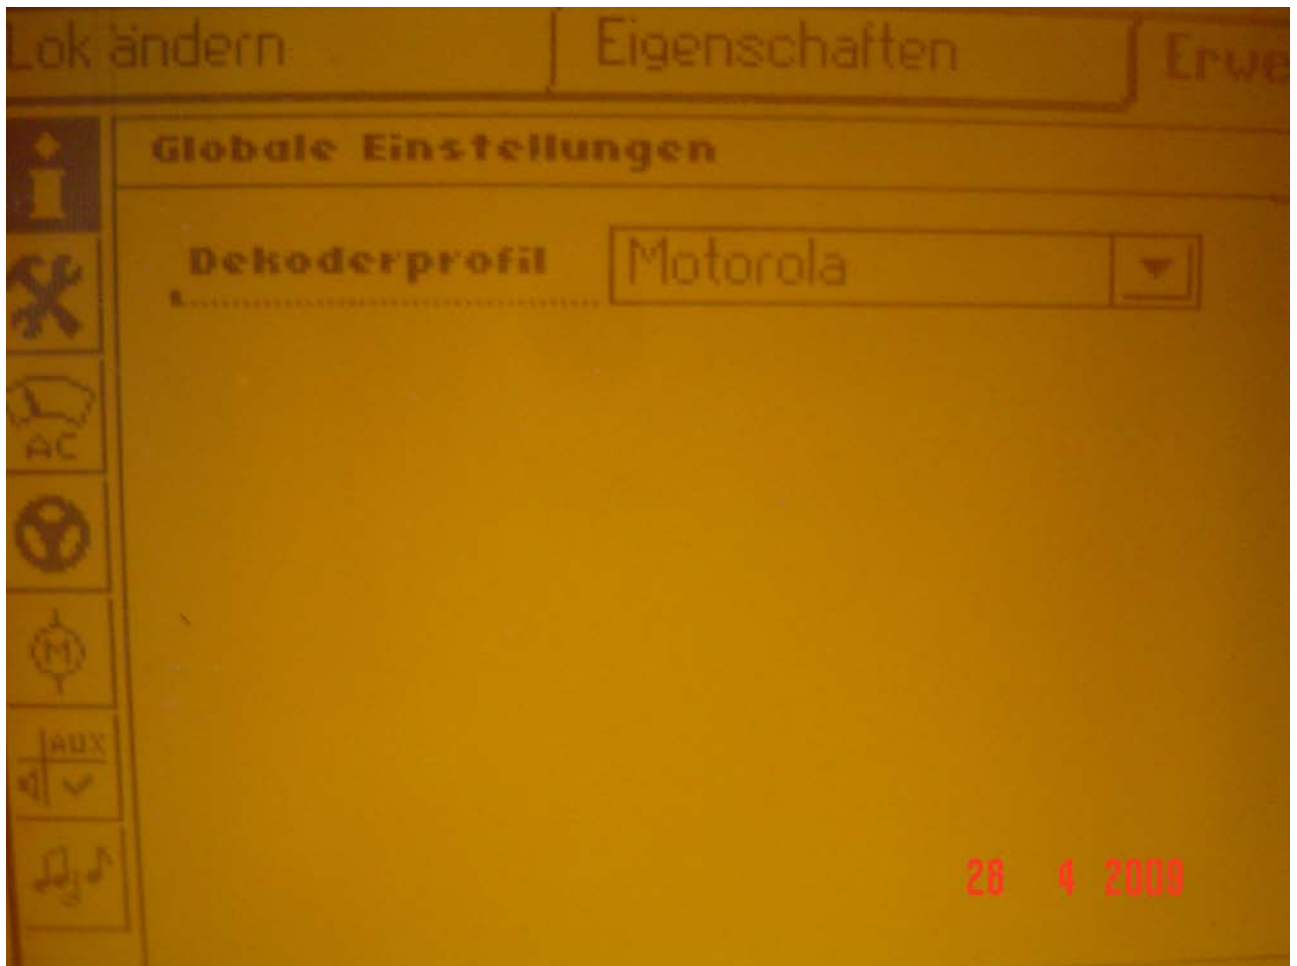 Lok ändern
Eigenschaften
Erwe
Globale Einstellungen
Dekoderprofil
Motorola
AC
M
AUX
28 4 2009